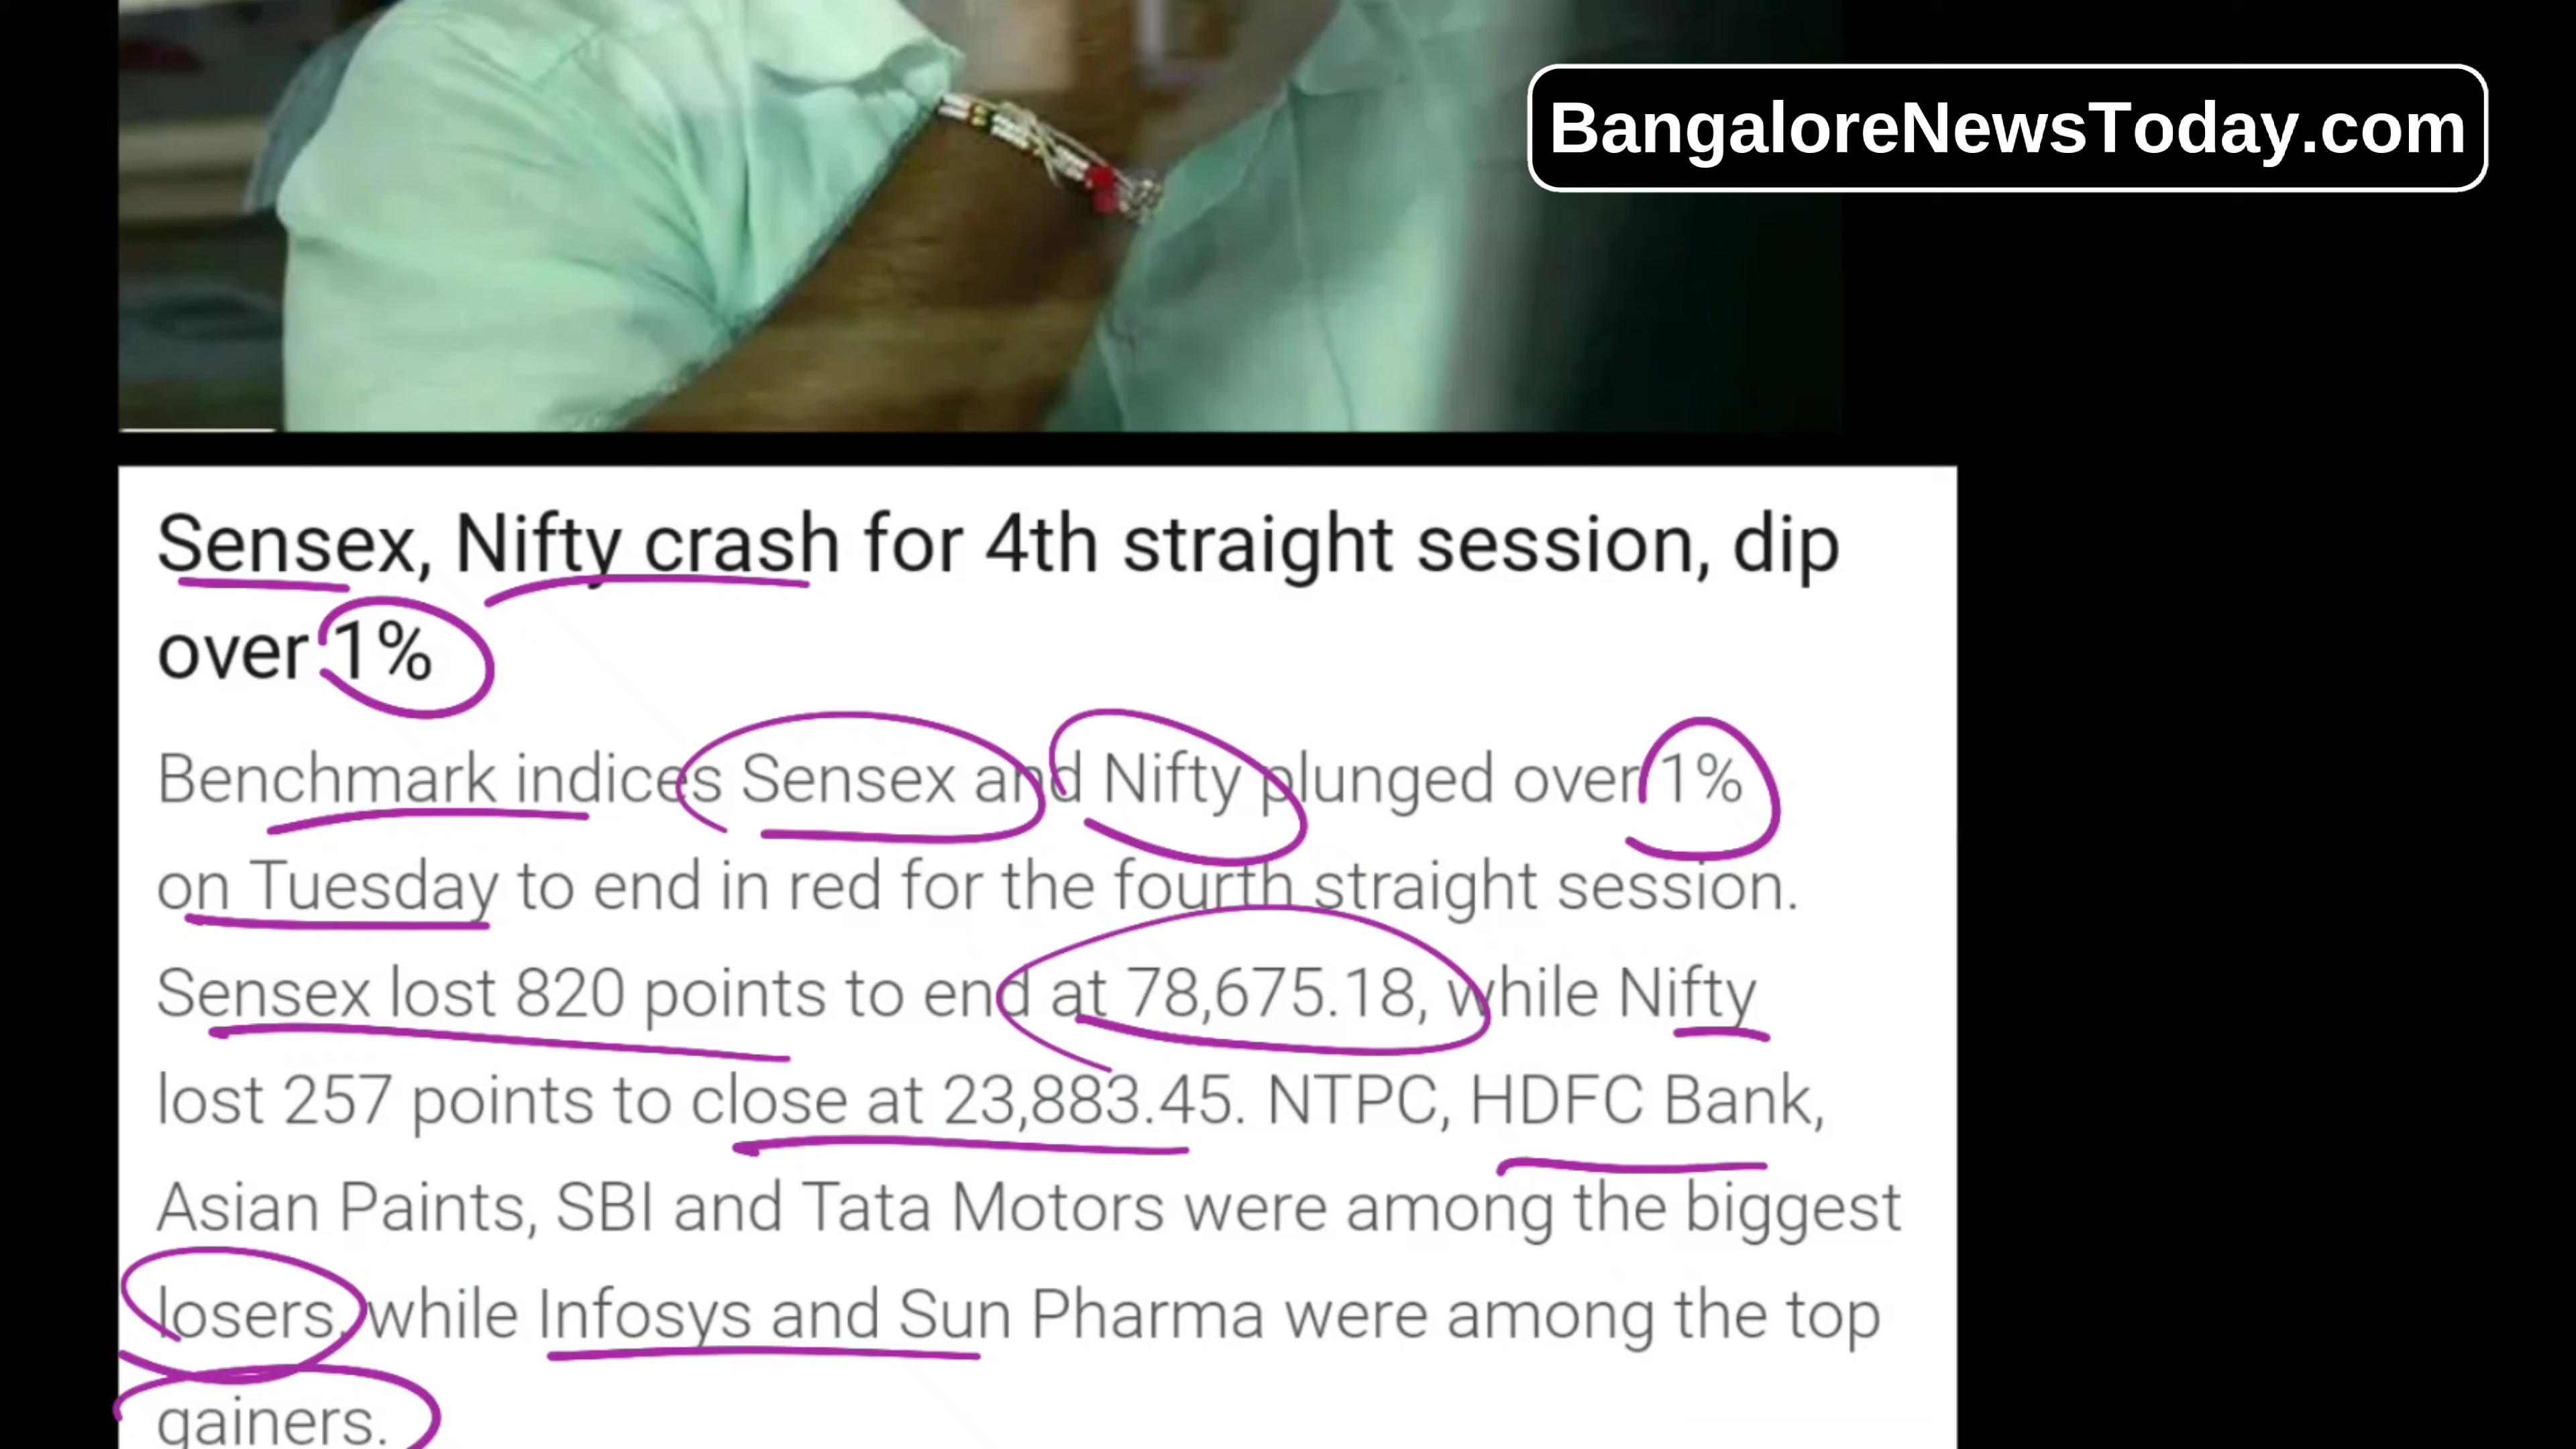 BangaloreNewsToday.com
Sensex, Nifty crash for 4th straight session, dip
over 1%
Benchmark indices Sensex and Nifty plunged over 1%
on Tuesday to end in red for the fourth straight session.
Sensex lost 820 points to end at 78,675.18, while Nifty
lost 257 points to close at 23,883.45. NTPC, HDFC Bank,
Asian Paints, SBI and Tata Motors were among the biggest
losers, while Infosys and Sun Pharma were among the top
gainers.